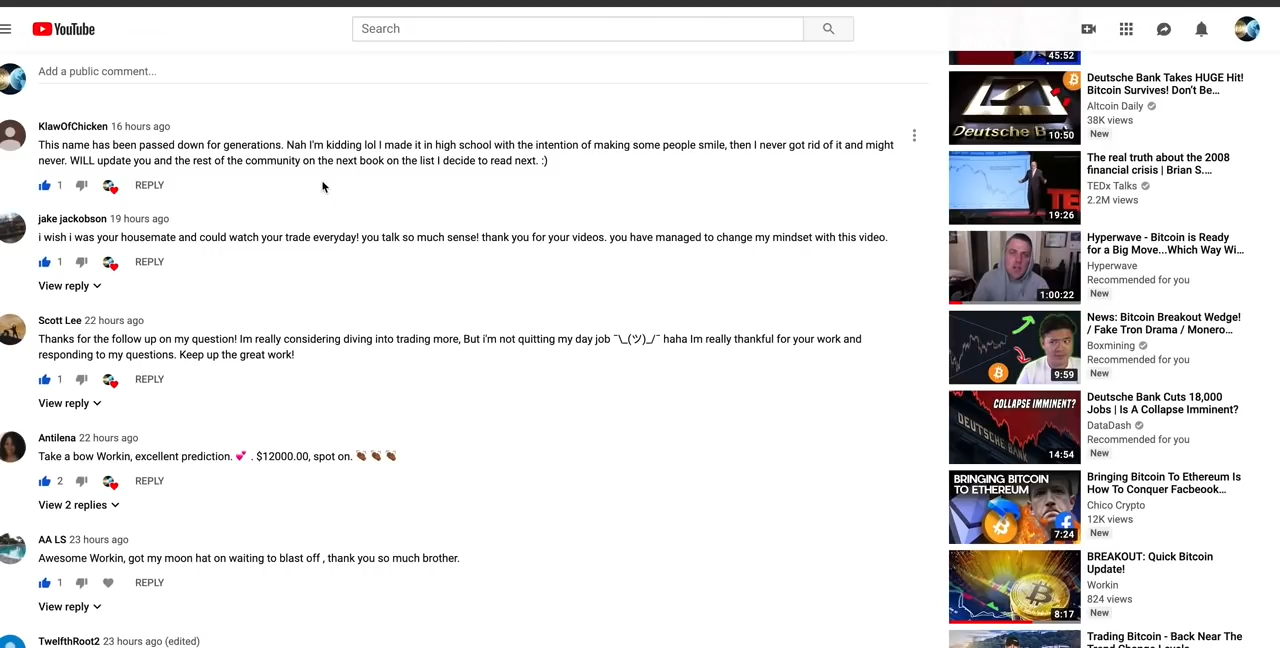 YouTube
Search
Add a public comment...
KlawOfChicken 16 hours ago
This name has been passed down for generations. Nah I'm kidding lol I made it in high school with the intention of making some people smile, then I never got rid of it and might
never. WILL update you and the rest of the community on the next book on the list I decide to read next. :)
1 REPLY
jake jackobson 19 hours ago
i wish i was your housemate and could watch your trade everyday! you talk so much sense! thank you for your videos. you have managed to change my mindset with this video.
1 REPLY
View reply
Scott Lee 22 hours ago
Thanks for the follow up on my question! Im really considering diving into trading more, But i'm not quitting my day job ¯\_(ツ)_/¯ haha Im really thankful for your work and
responding to my questions. Keep up the great work!
1 REPLY
View reply
Antilena 22 hours ago
Take a bow Workin, excellent prediction. 💕 . $12000.00, spot on. 👏🏾 👏🏾 👏🏾
2 REPLY
View 2 replies
AA LS 23 hours ago
Awesome Workin, got my moon hat on waiting to blast off , thank you so much brother.
1 REPLY
View reply
TwelfthRoot2 23 hours ago (edited)
45:52
Deutsche B
10:50
Deutsche Bank Takes HUGE Hit!
Bitcoin Survives! Don't Be...
Altcoin Daily
38K views
New
TE
19:26
The real truth about the 2008
financial crisis | Brian S....
TEDx Talks
2.2M views
1:00:22
Hyperwave - Bitcoin is Ready
for a Big Move...Which Way Wi...
Hyperwave
Recommended for you
New
9:59
News: Bitcoin Breakout Wedge!
/ Fake Tron Drama / Monero...
Boxmining
Recommended for you
New
COLLAPSE IMMINENT?
DEUTSCHE BANK
14:54
Deutsche Bank Cuts 18,000
Jobs | Is A Collapse Imminent?
DataDash
Recommended for you
New
BRINGING BITCOIN
TO ETHEREUM
7:24
Bringing Bitcoin To Ethereum Is
How To Conquer Facbeook...
Chico Crypto
12K views
New
8:17
BREAKOUT: Quick Bitcoin
Update!
Workin
824 views
New
Trading Bitcoin - Back Near The
Trend Change Levels